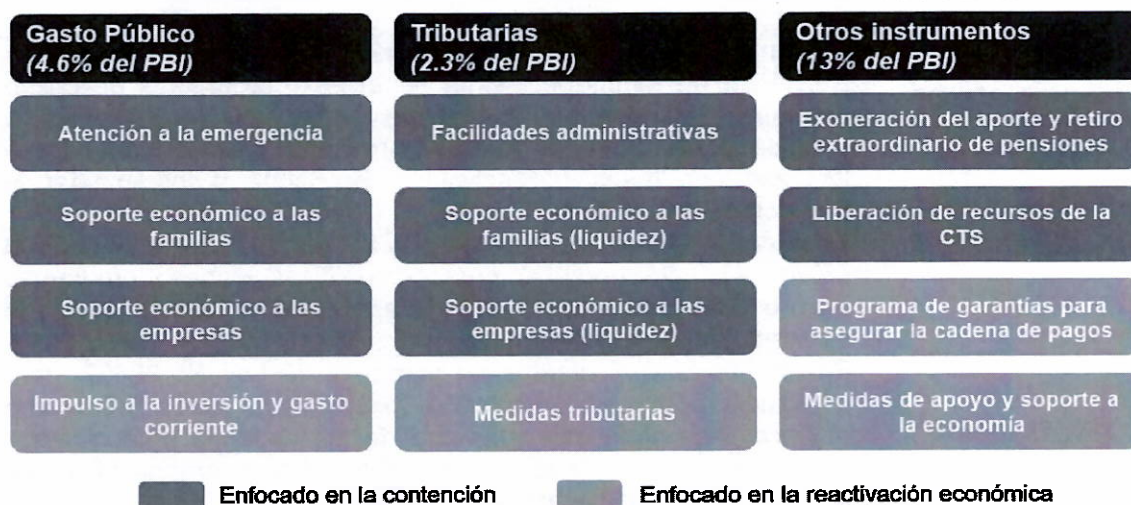 Gasto Público
(4.6% del PBI)
Atención a la emergencia
Soporte económico a las
familias
Soporte económico a las
empresas
Impulso a la inversión y gasto
corriente
Tributarias
(2.3% del PBI)
Facilidades administrativas
Soporte económico a las
familias (liquidez)
Soporte económico a las
empresas (liquidez)
Medidas tributarias
Otros instrumentos
(13% del PBI)
Exoneración del aporte y retiro
extraordinario de pensiones
Liberación de recursos de la
CTS
Programa de garantías para
asegurar la cadena de pagos
Medidas de apoyo y soporte a
la economía
Enfocado en la contención
Enfocado en la reactivación económica